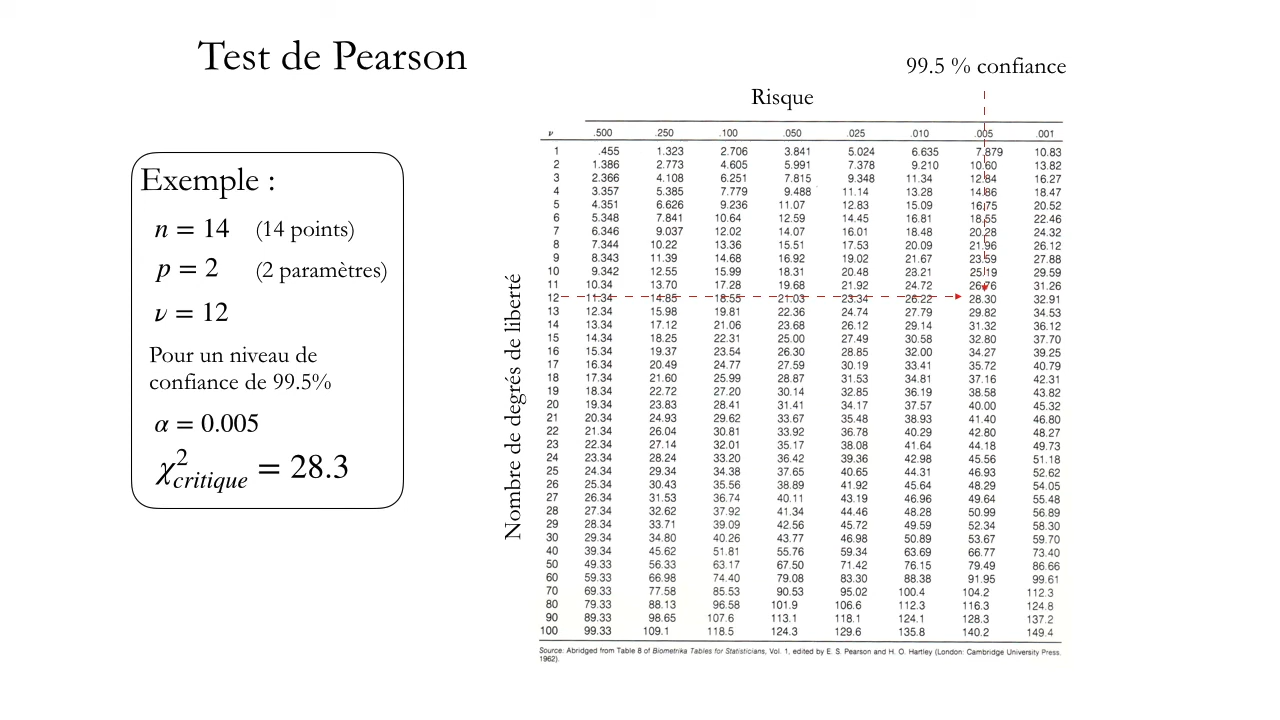 Test de Pearson
99.5 % confiance
Risque
Exemple :
n = 14 (14 points)
p = 2 (2 paramètres)
ν = 12
Pour un niveau de
confiance de 99.5%
α = 0.005
χ²critique = 28.3
Nombre de degrés de liberté
ν .500 .250 .100 .050 .025 .010 .005 .001
1 .455 1.323 2.706 3.841 5.024 6.635 7.879 10.83
2 1.386 2.773 4.605 5.991 7.378 9.210 10.60 13.82
3 2.366 4.108 6.251 7.815 9.348 11.34 12.84 16.27
4 3.357 5.385 7.779 9.488 11.14 13.28 14.86 18.47
5 4.351 6.626 9.236 11.07 12.83 15.09 16.75 20.52
6 5.348 7.841 10.64 12.59 14.45 16.81 18.55 22.46
7 6.346 9.037 12.02 14.07 16.01 18.48 20.28 24.32
8 7.344 10.22 13.36 15.51 17.53 20.09 21.96 26.12
9 8.343 11.39 14.68 16.92 19.02 21.67 23.59 27.88
10 9.342 12.55 15.99 18.31 20.48 23.21 25.19 29.59
11 10.34 13.70 17.28 19.68 21.92 24.72 26.76 31.26
12 11.34 14.85 18.55 21.03 23.34 26.22 28.30 32.91
13 12.34 15.98 19.81 22.36 24.74 27.79 29.82 34.53
14 13.34 17.12 21.06 23.68 26.12 29.14 31.32 36.12
15 14.34 18.25 22.31 25.00 27.49 30.58 32.80 37.70
16 15.34 19.37 23.54 26.30 28.85 32.00 34.27 39.25
17 16.34 20.49 24.77 27.59 30.19 33.41 35.72 40.79
18 17.34 21.60 25.99 28.87 31.53 34.81 37.16 42.31
19 18.34 22.72 27.20 30.14 32.85 36.19 38.58 43.82
20 19.34 23.83 28.41 31.41 34.17 37.57 40.00 45.32
21 20.34 24.93 29.62 33.67 35.48 38.93 41.40 46.80
22 21.34 26.04 30.81 33.92 36.78 40.29 42.80 48.27
23 22.34 27.14 32.01 35.17 38.08 41.64 44.18 49.73
24 23.34 28.24 33.20 36.42 39.36 42.98 45.56 51.18
25 24.34 29.34 34.38 37.65 40.65 44.31 46.93 52.62
26 25.34 30.43 35.56 38.89 41.92 45.64 48.29 54.05
27 26.34 31.53 36.74 40.11 43.19 46.96 49.64 55.48
28 27.34 32.62 37.92 41.34 44.46 48.28 50.99 56.89
29 28.34 33.71 39.09 42.56 45.72 49.59 52.34 58.30
30 29.34 34.80 40.26 43.77 46.98 50.89 53.67 59.70
40 39.34 45.62 51.81 55.76 59.34 63.69 66.77 73.40
50 49.33 56.33 63.17 67.50 71.42 76.15 79.49 86.66
60 59.33 66.98 74.40 79.08 83.30 88.38 91.95 99.61
70 69.33 77.58 85.53 90.53 95.02 100.4 104.2 112.3
80 79.33 88.13 96.58 101.9 106.6 112.3 116.3 124.8
90 89.33 98.65 107.6 113.1 118.1 124.1 128.3 137.2
100 99.33 109.1 118.5 124.3 129.6 135.8 140.2 149.4
Source: Abridged from Table 8 of Biometrika Tables for Statisticians, Vol. 1, edited by E. S. Pearson and H. O. Hartley (London: Cambridge University Press,
1962).